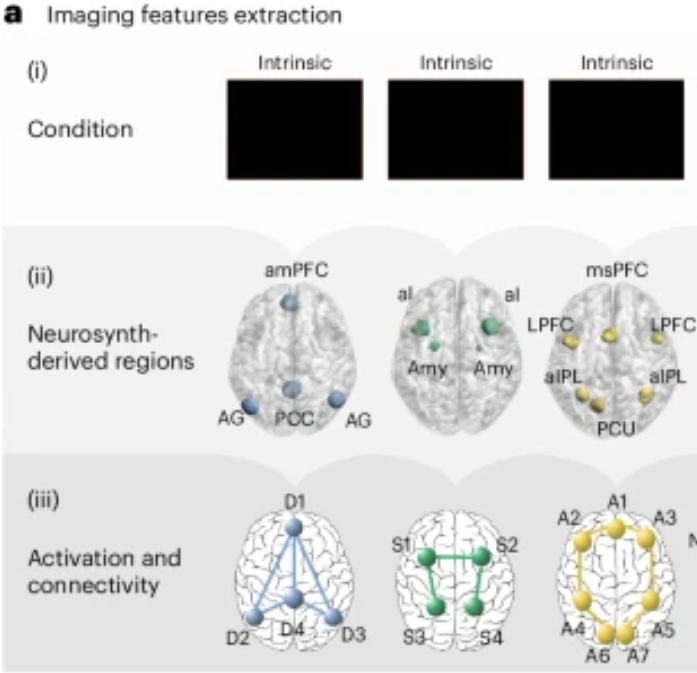 a Imaging features extraction
(i)
Intrinsic Intrinsic Intrinsic
Condition
(ii)
amPFC msPFC
aI aI
Neurosynth-
derived regions
LPFC LPFC
Amy Amy
aIPL aIPL
AG PCC AG
PCU
(iii)
D1 A1
A2 A3
S1 S2
N
Activation and
connectivity
D2 D4 D3
S3 S4
A4 A5
A6 A7